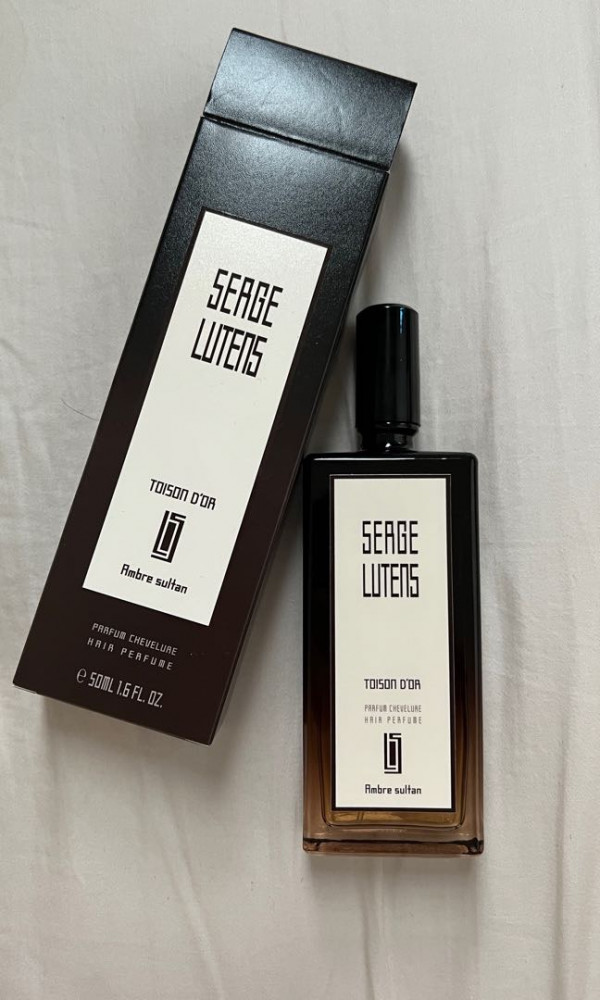 SERGE
LUTENS
TOISON D'OR
Ambre sultan
PARFUM CHEVELURE
HAIR PERFUME
℮ 50ML 1.6 FL. OZ.
SERGE
LUTENS
TOISON D'OR
PARFUM CHEVELURE
HAIR PERFUME
Ambre sultan